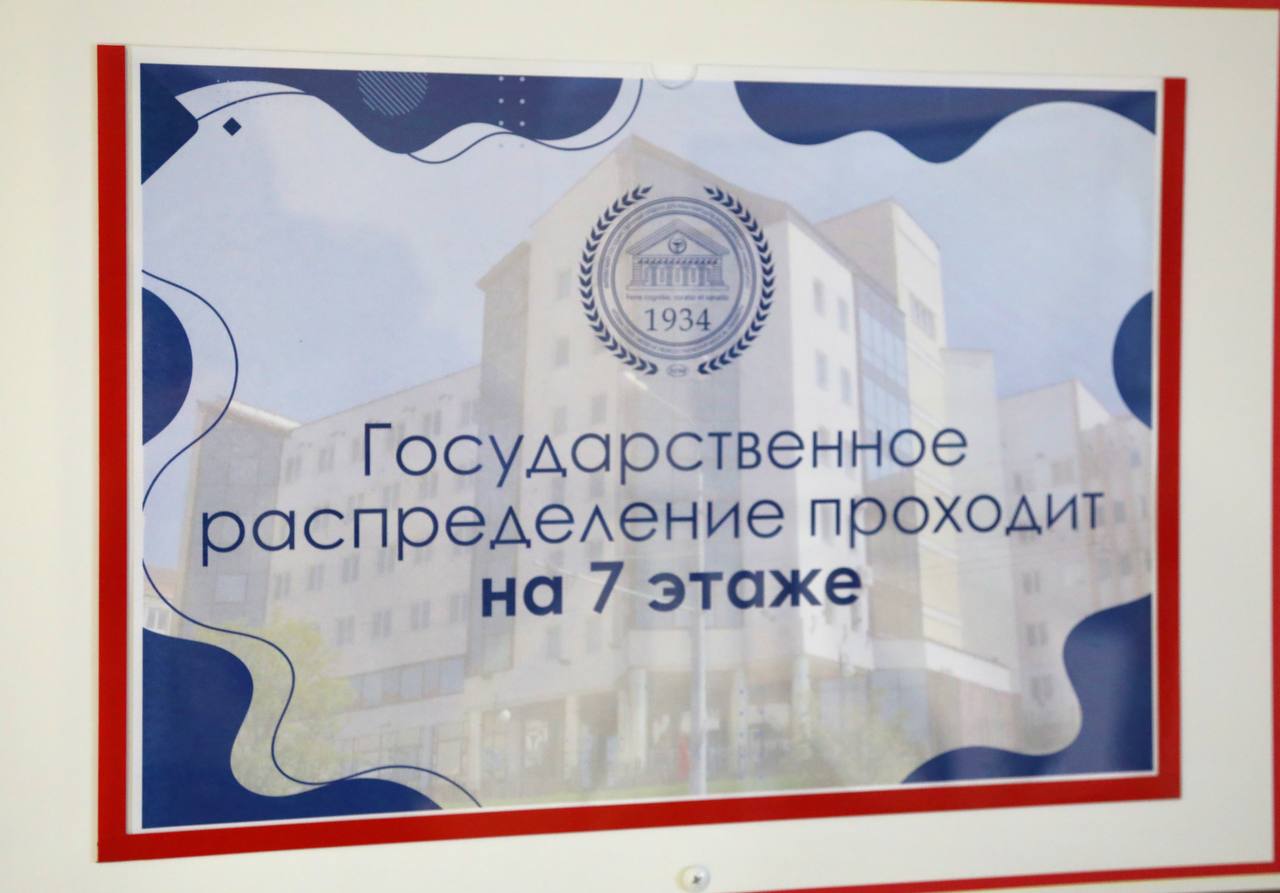 1934
Государственное
распределение проходит
на 7 этаже